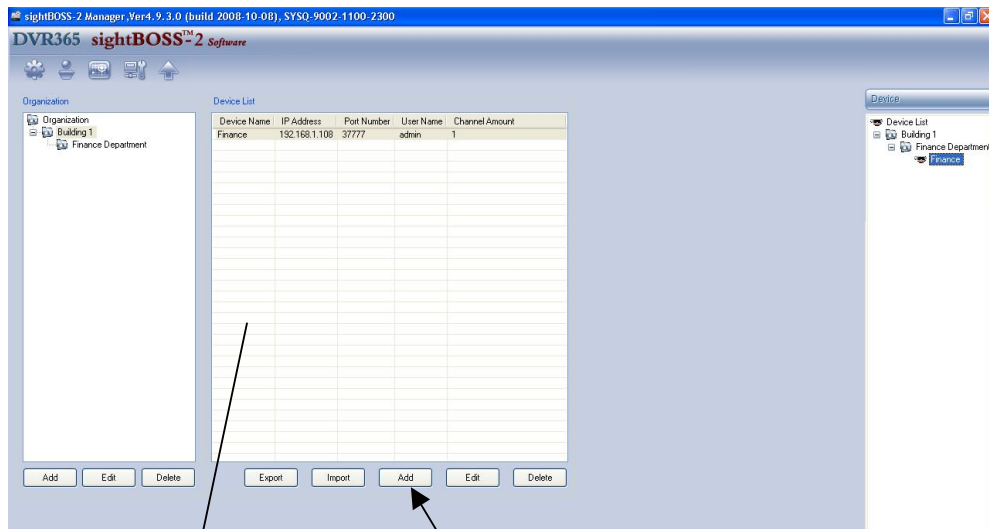 sightBOSS-2 Manager,Ver4.9.3.0 (build 2008-10-08), SYSQ-9002-1100-2300
DVR365 sightBOSS™-2 Software
Organization
Organization
Building 1
Finance Department
Add Edit Delete
Device List
Device Name IP Address Port Number User Name Channel Amount
Finance 192.168.1.108 37777 admin 1
Export Import Add Edit Delete
Device
Device List
Building 1
Finance Department
Finance